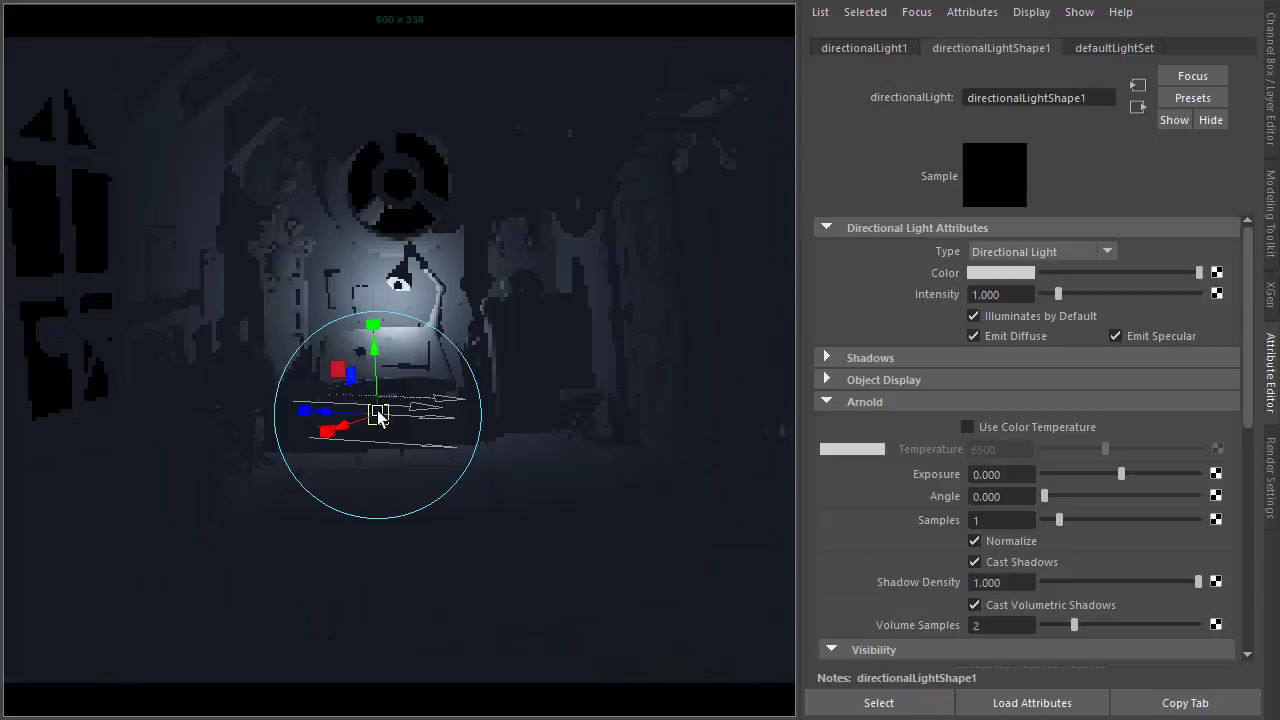 600 x 338
List Selected Focus Attributes Display Show Help
directionalLight1 directionalLightShape1 defaultLightSet
directionalLight: directionalLightShape1
Focus
Presets
Show Hide
Sample
Directional Light Attributes
Type Directional Light
Color
Intensity 1.000
Illuminates by Default
Emit Diffuse Emit Specular
Shadows
Object Display
Arnold
Use Color Temperature
Temperature 6500
Exposure 0.000
Angle 0.000
Samples 1
Normalize
Cast Shadows
Shadow Density 1.000
Cast Volumetric Shadows
Volume Samples 2
Visibility
Notes: directionalLightShape1
Select Load Attributes Copy Tab
Channel Box / Layer Editor
Modeling Toolkit
XGen
Attribute Editor
Render Settings